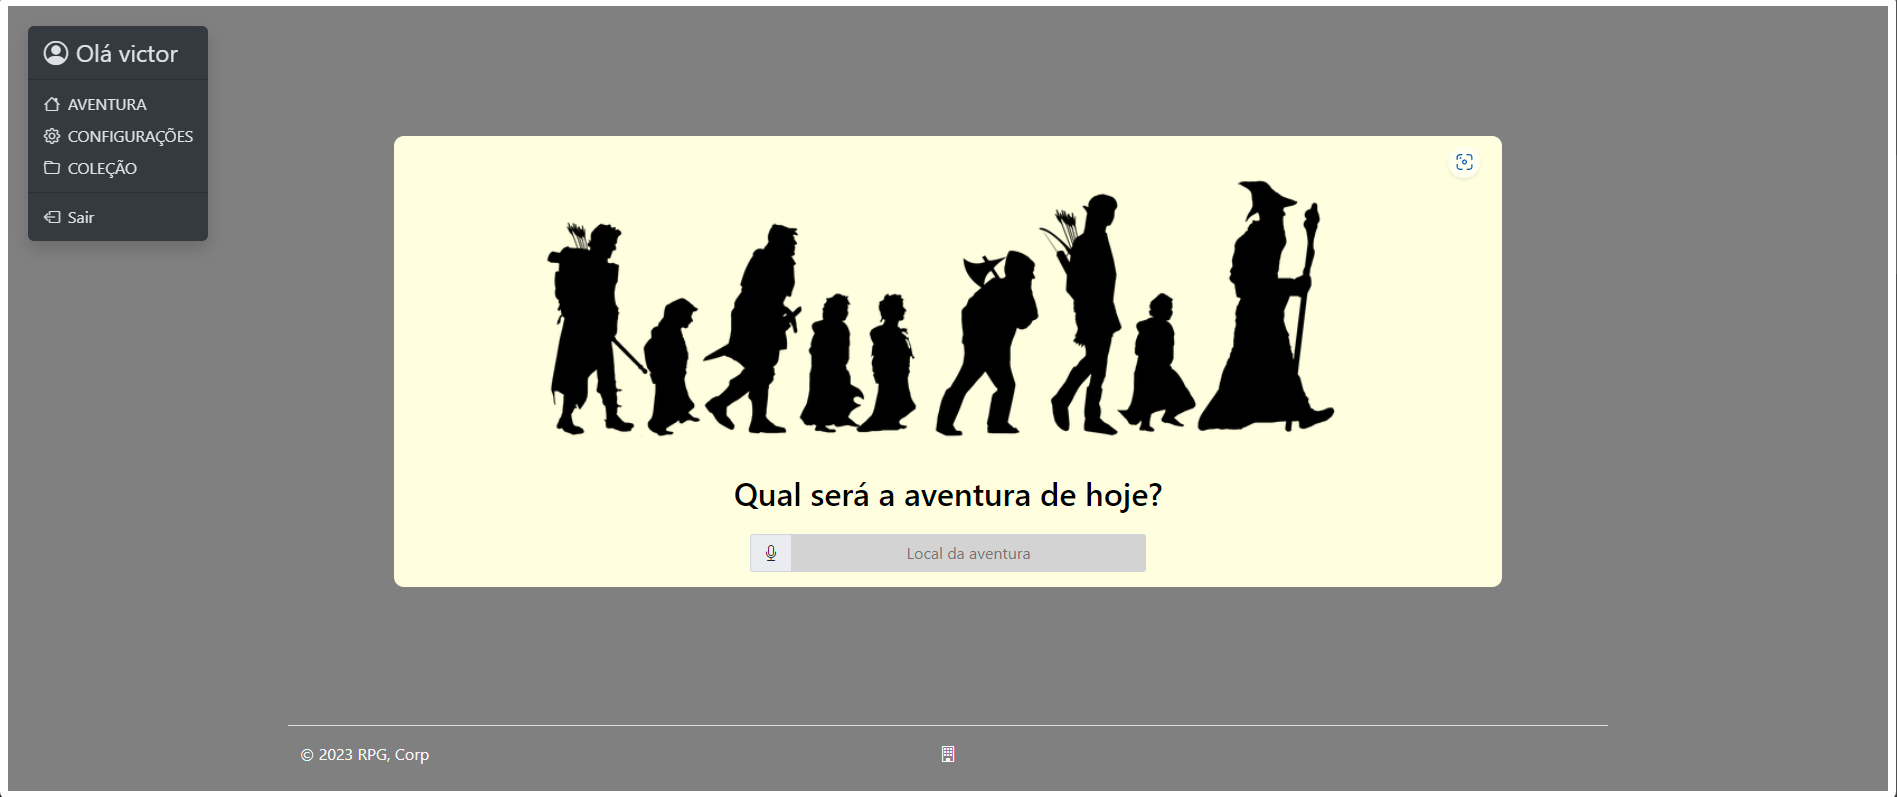 Olá victor
AVENTURA
CONFIGURAÇÕES
COLEÇÃO
Sair
Qual será a aventura de hoje?
Local da aventura
© 2023 RPG, Corp